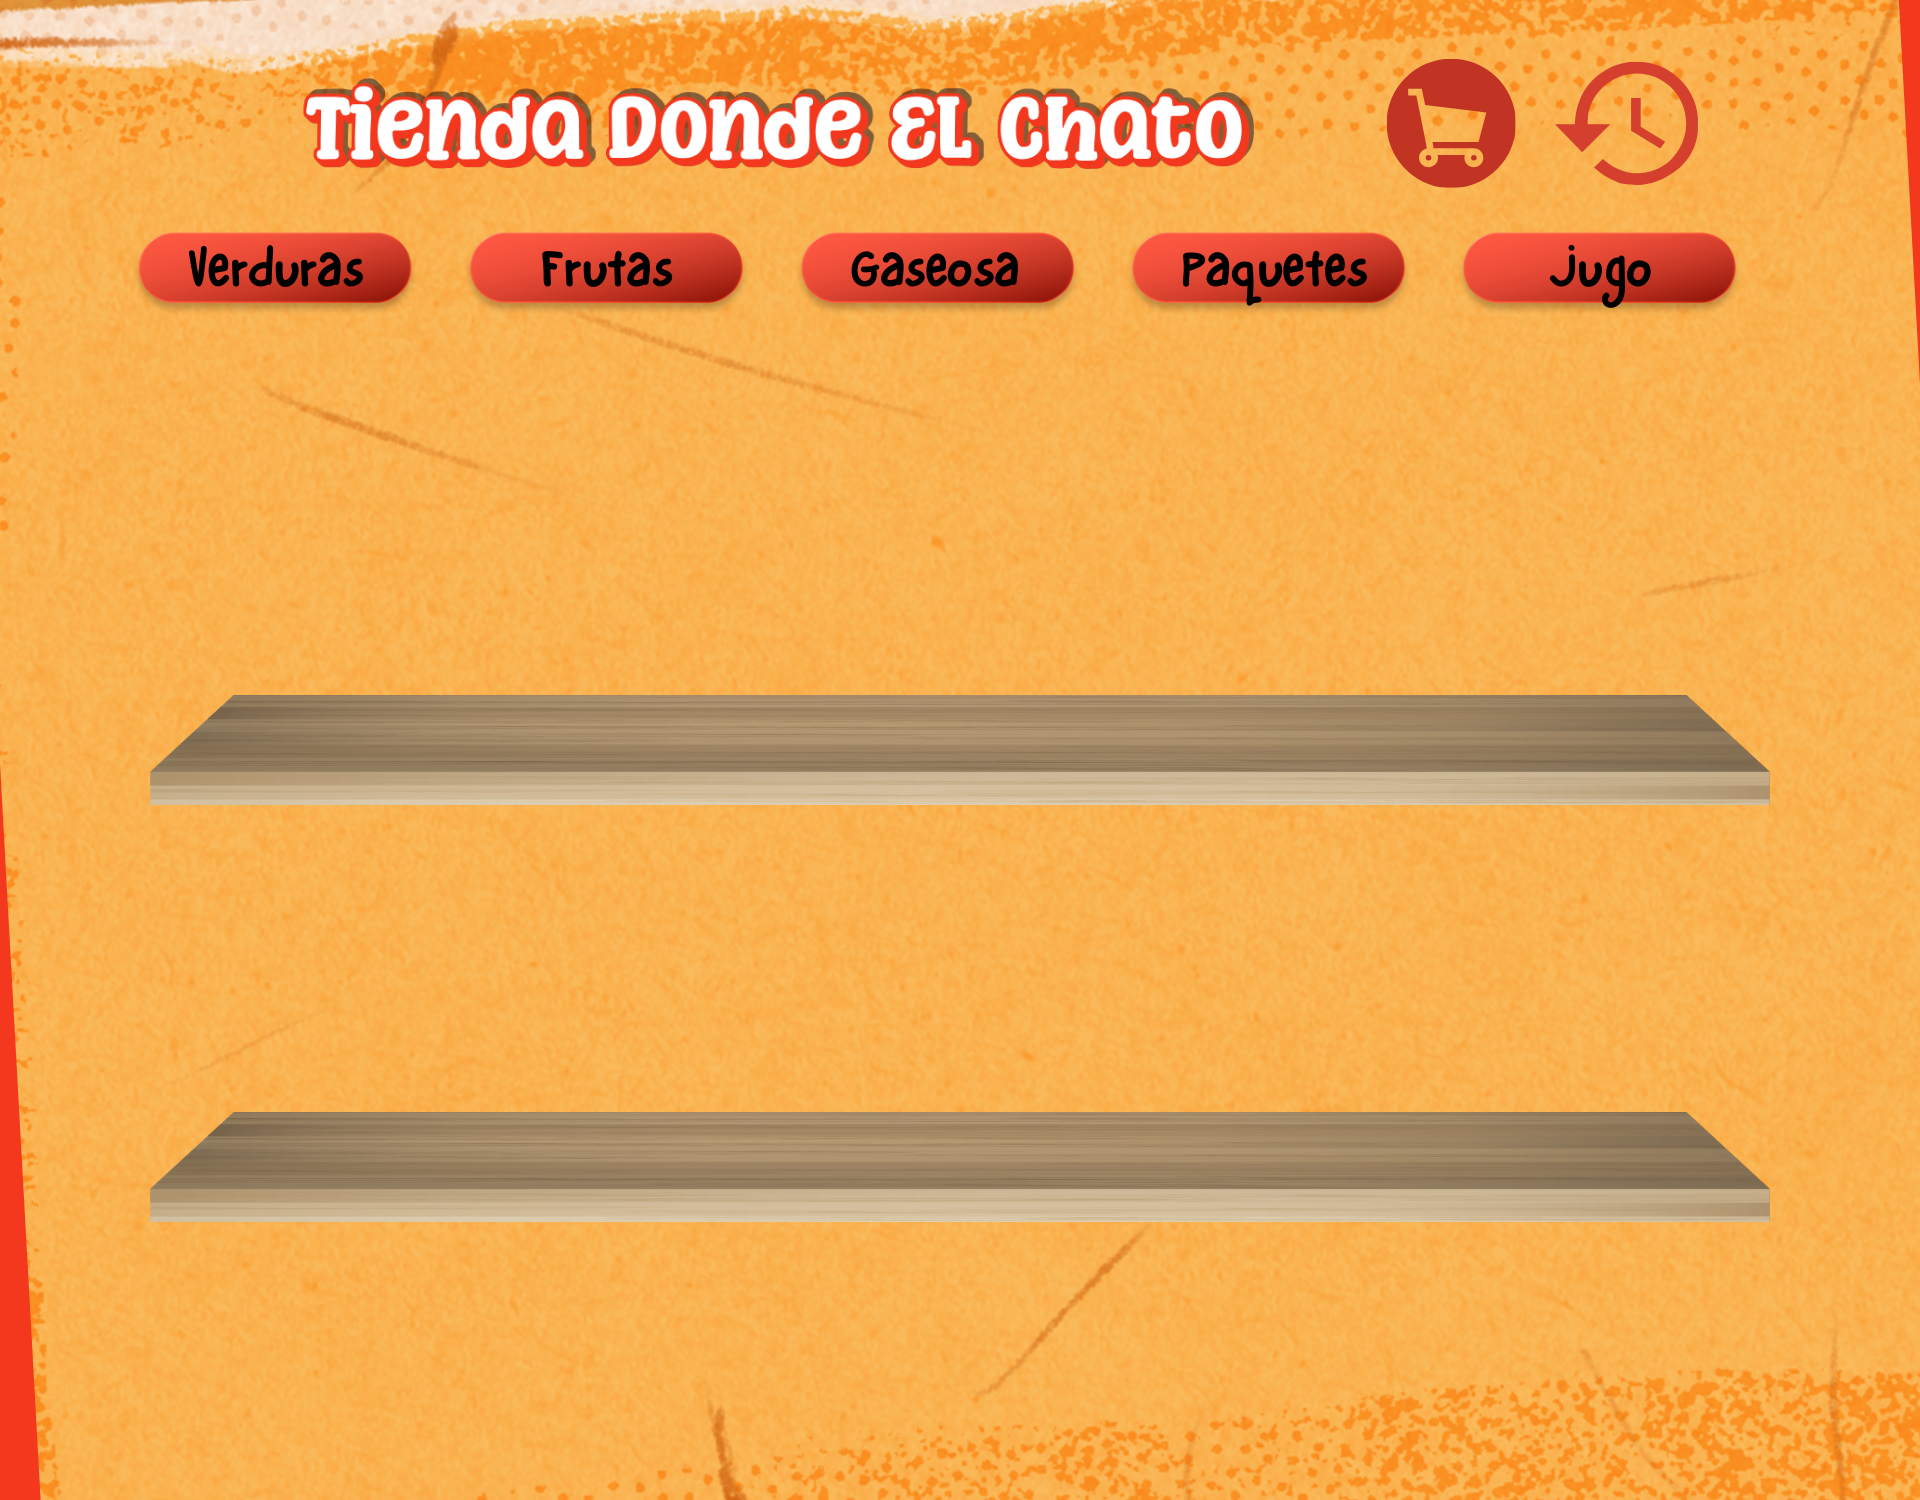 Tienda Donde EL Chato
Verduras
Frutas
Gaseosa
Paquetes
jugo